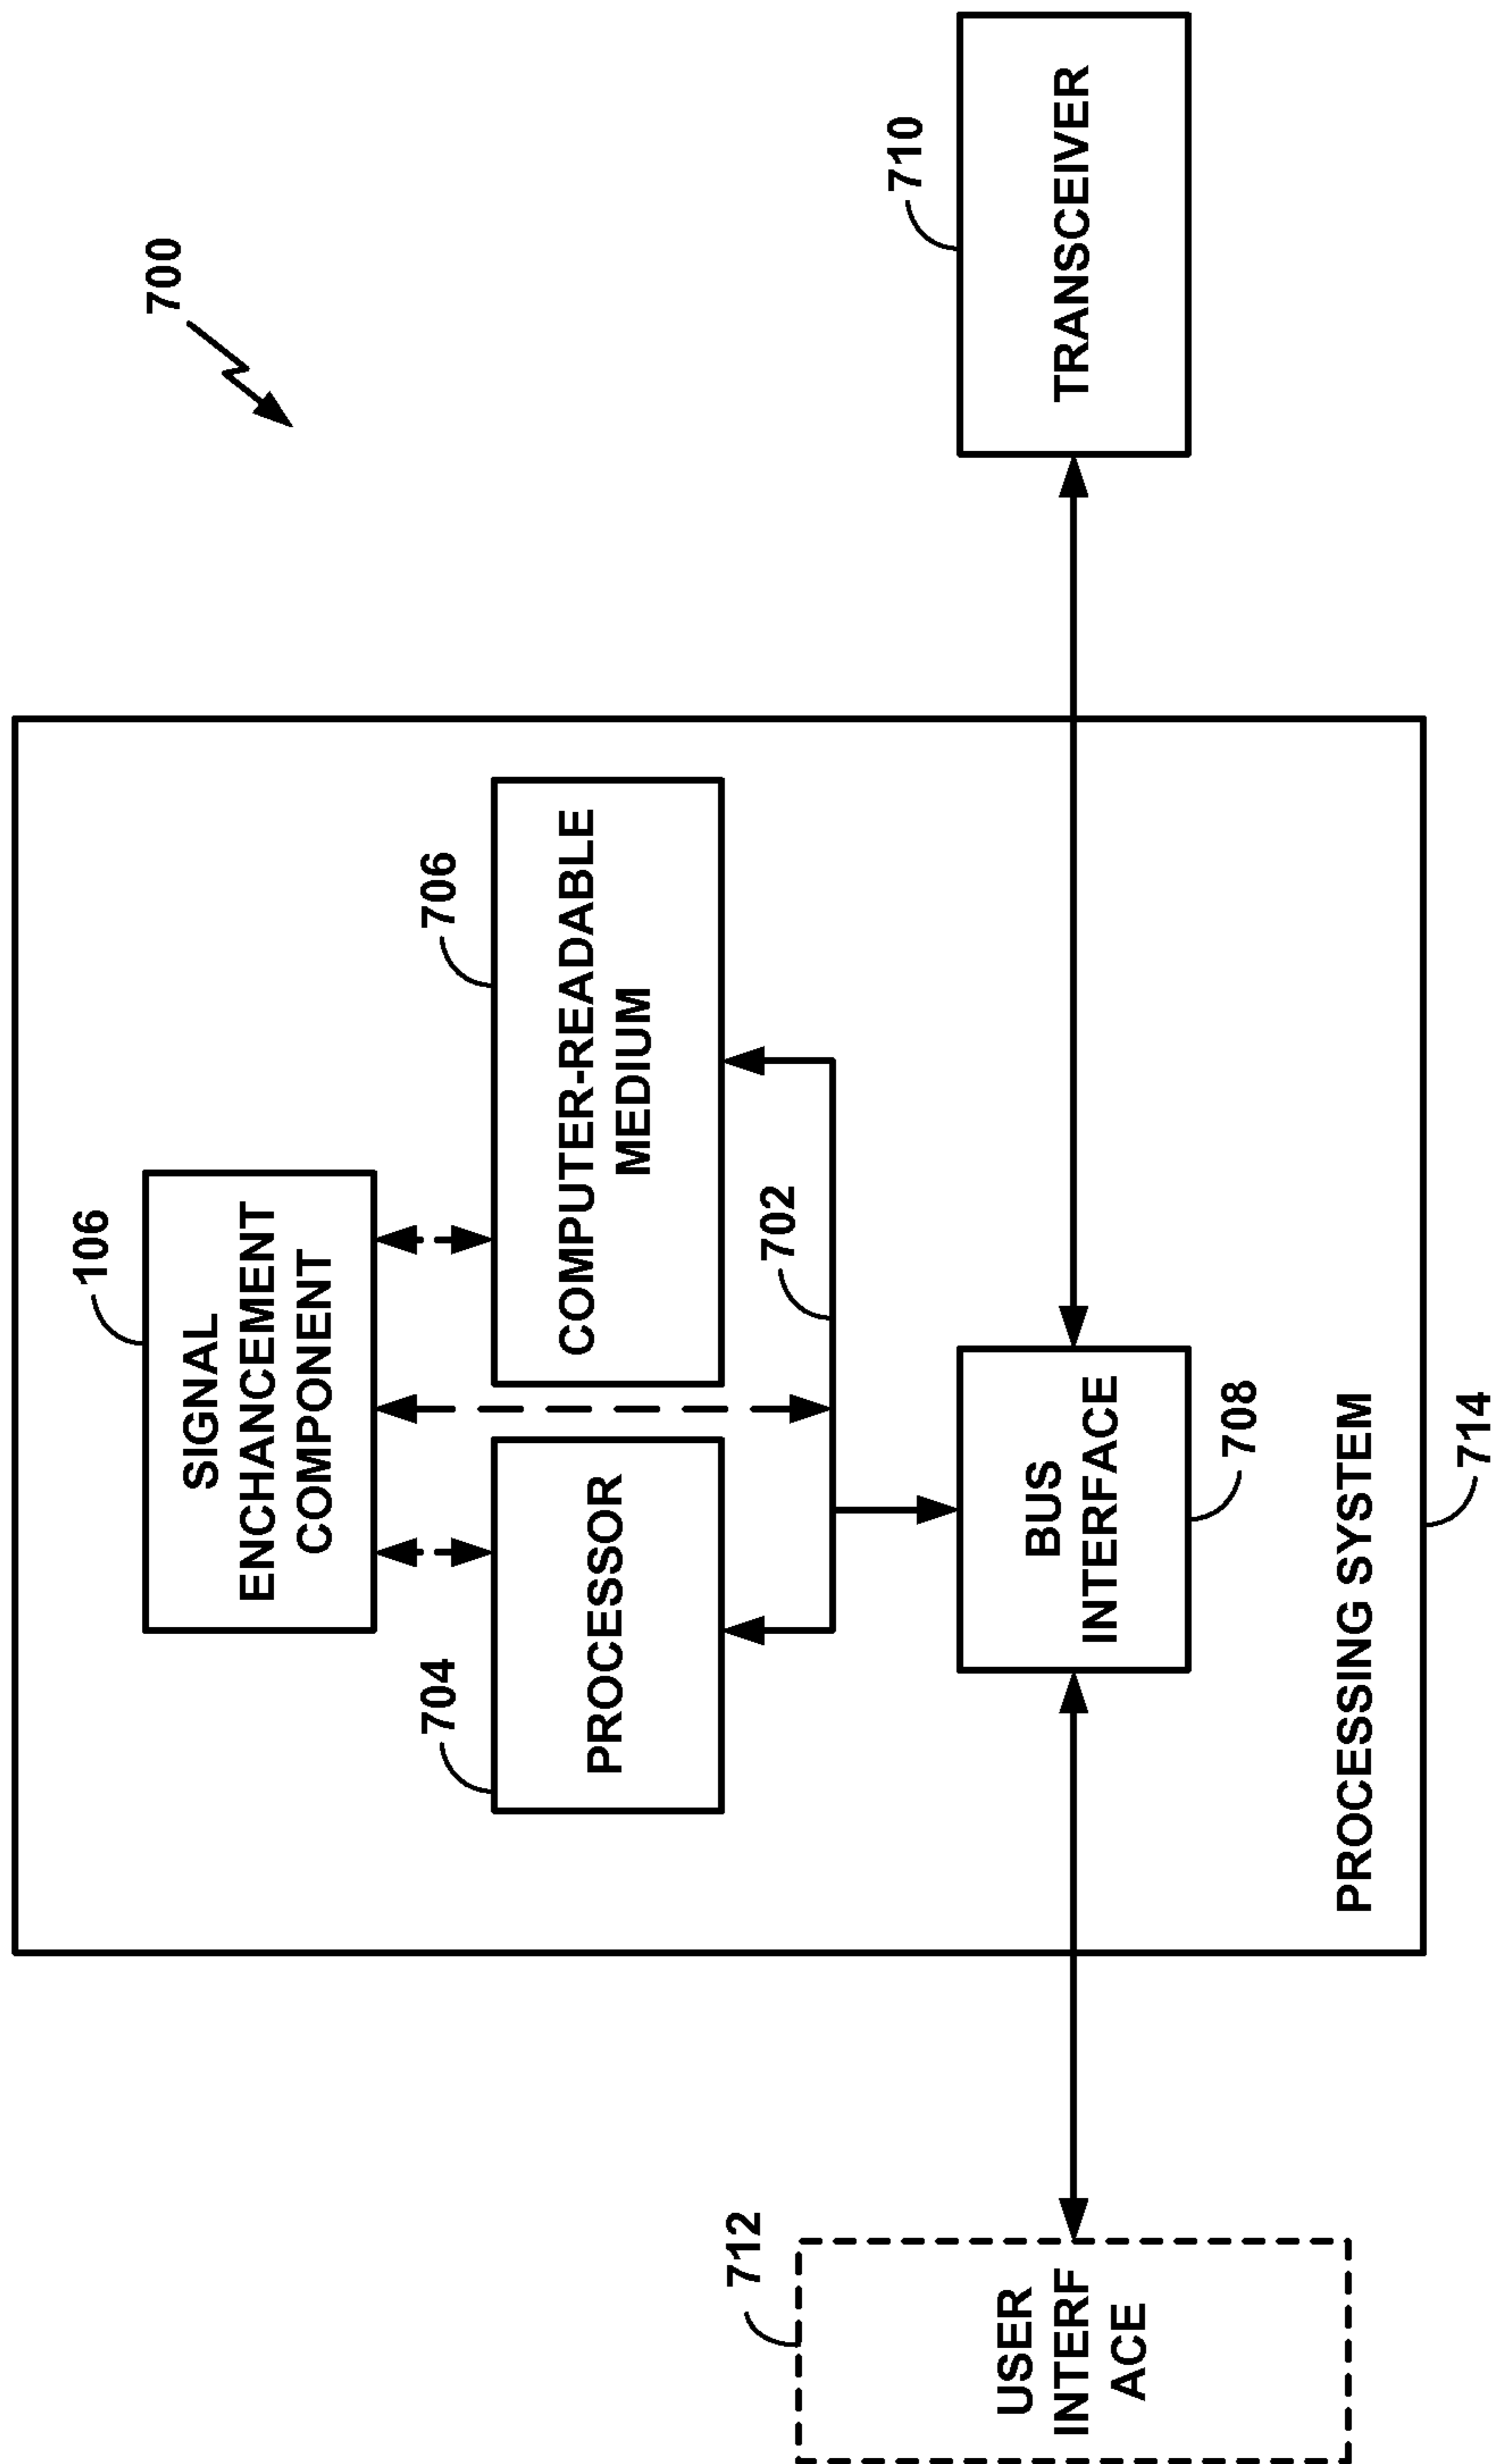 700
106
SIGNAL
ENCHANCEMENT
COMPONENT
704
PROCESSOR
706
COMPUTER-READABLE
MEDIUM
702
712
USER
INTERF
ACE
BUS
INTERFACE
708
710
TRANSCEIVER
PROCESSING SYSTEM
714